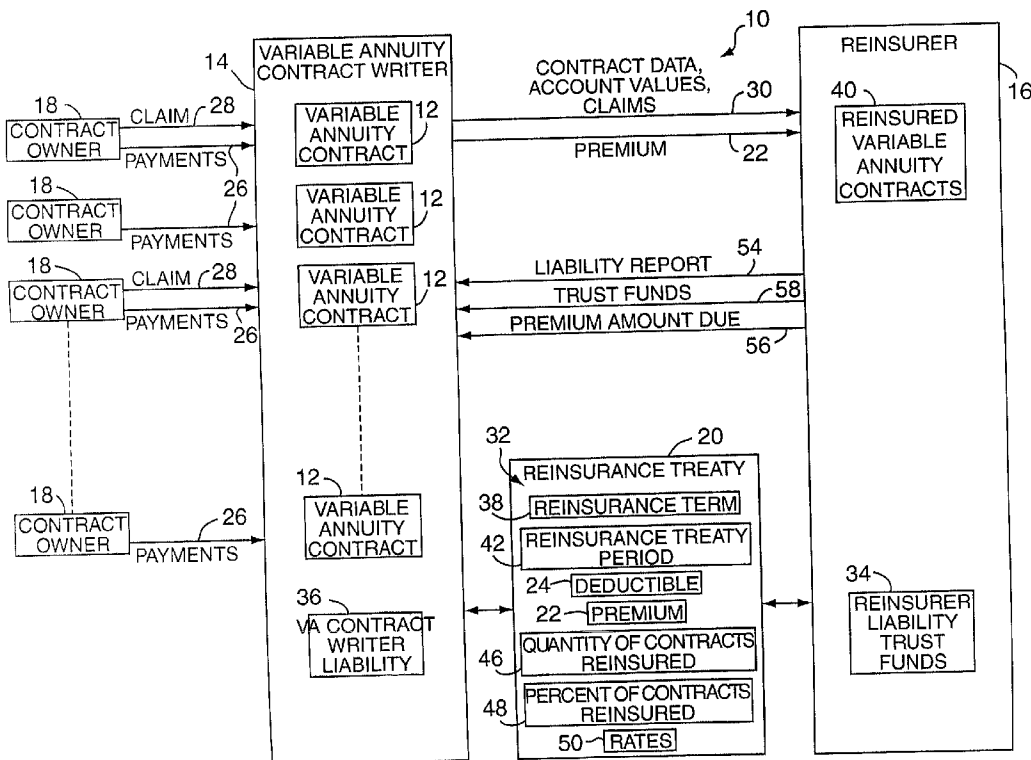 10
14
VARIABLE ANNUITY
CONTRACT WRITER
REINSURER
16
CONTRACT DATA,
ACCOUNT VALUES,
CLAIMS
30
18
CONTRACT
OWNER
CLAIM
28
PAYMENTS
26
VARIABLE
ANNUITY
CONTRACT
12
PREMIUM
22
40
REINSURED
VARIABLE
ANNUITY
CONTRACTS
18
CONTRACT
OWNER
26
PAYMENTS
VARIABLE
ANNUITY
CONTRACT
12
18
CONTRACT
OWNER
CLAIM
28
PAYMENTS
26
VARIABLE
ANNUITY
CONTRACT
12
LIABILITY REPORT
54
TRUST FUNDS
58
PREMIUM AMOUNT DUE
56
18
CONTRACT
OWNER
26
PAYMENTS
12
VARIABLE
ANNUITY
CONTRACT
36
VA CONTRACT
WRITER
LIABILITY
32
20
REINSURANCE TREATY
38
REINSURANCE TERM
42
REINSURANCE TREATY
PERIOD
24
DEDUCTIBLE
22
PREMIUM
46
QUANTITY OF CONTRACTS
REINSURED
48
PERCENT OF CONTRACTS
REINSURED
50
RATES
34
REINSURER
LIABILITY
TRUST
FUNDS